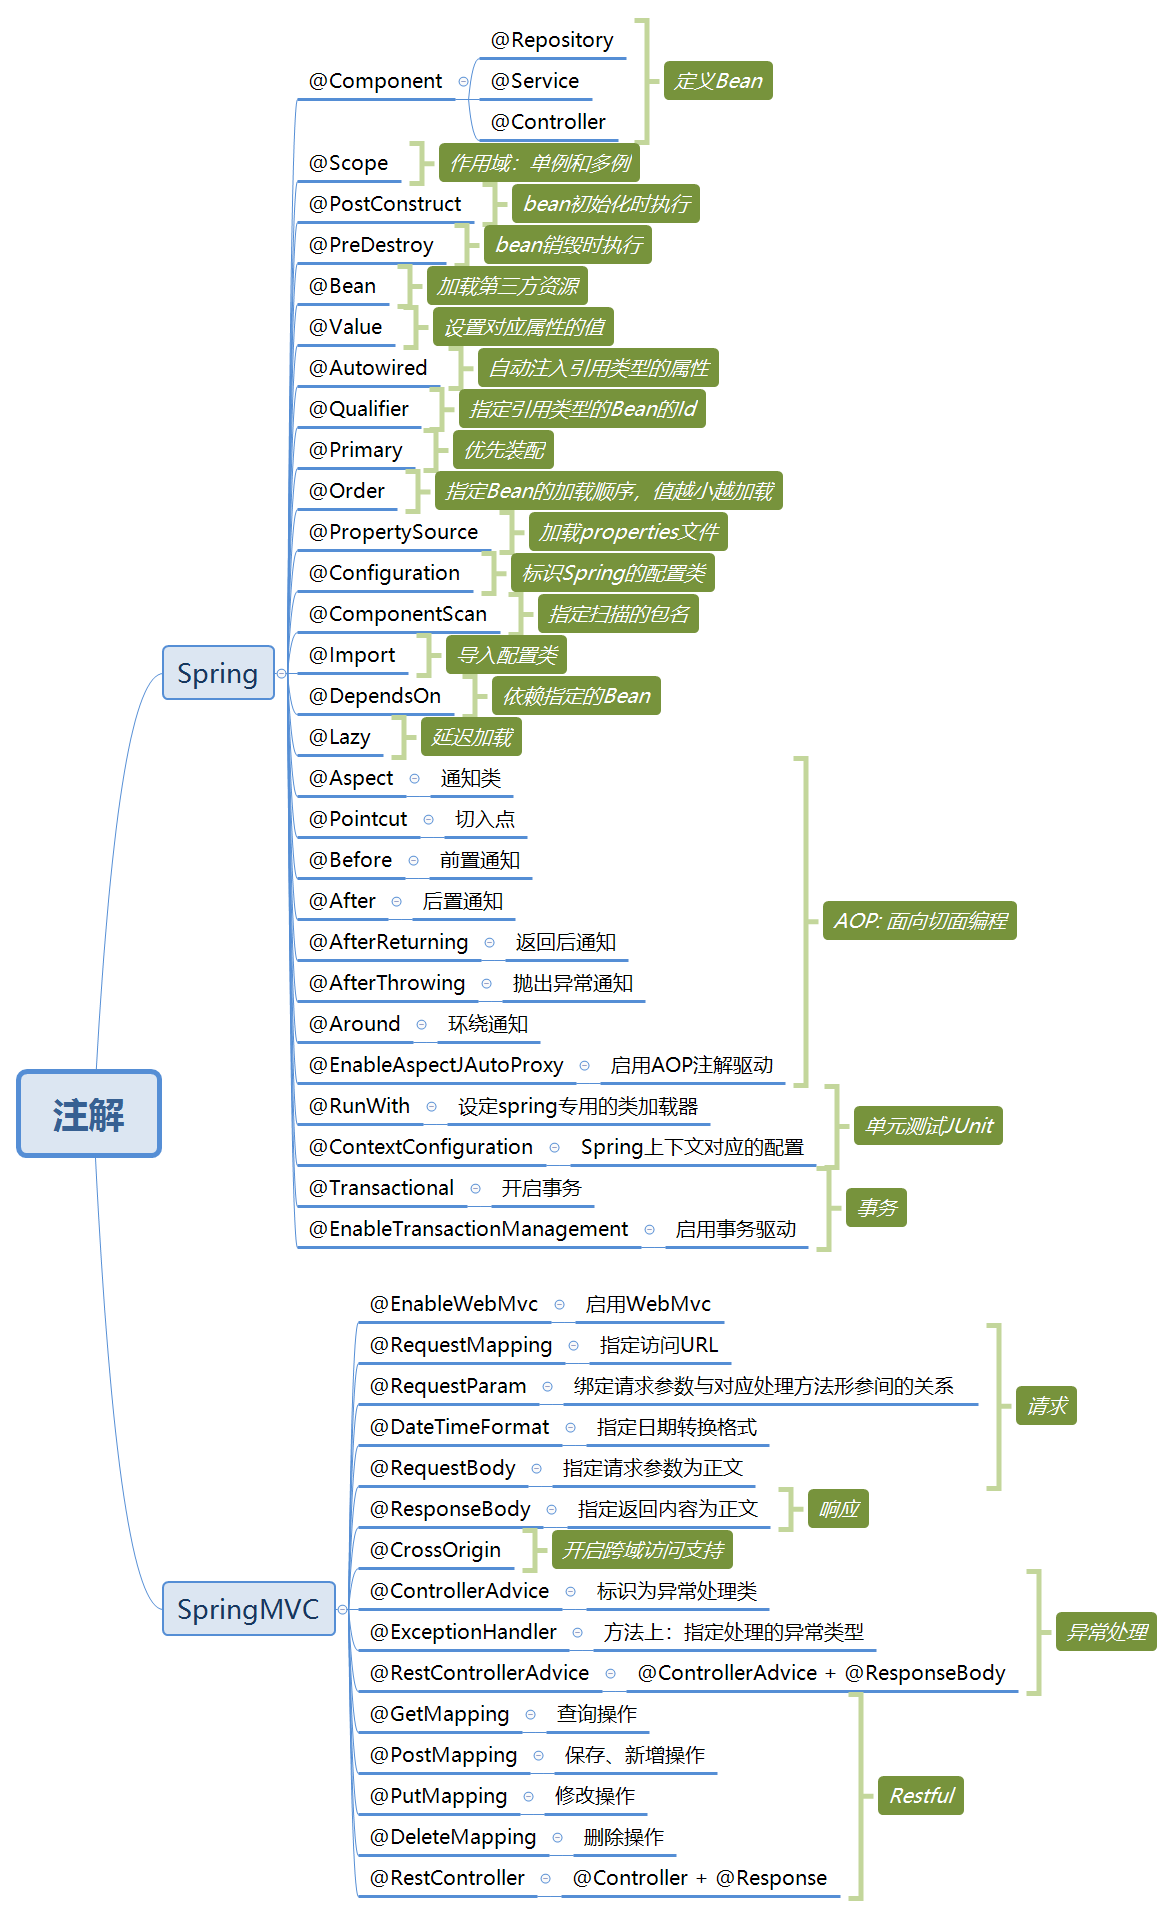 注解
Spring
@Component
@Repository
@Service
@Controller
定义Bean
@Scope
作用域：单例和多例
@PostConstruct
bean初始化时执行
@PreDestroy
bean销毁时执行
@Bean
加载第三方资源
@Value
设置对应属性的值
@Autowired
自动注入引用类型的属性
@Qualifier
指定引用类型的Bean的Id
@Primary
优先装配
@Order
指定Bean的加载顺序，值越小越加载
@PropertySource
加载properties文件
@Configuration
标识Spring的配置类
@ComponentScan
指定扫描的包名
@Import
导入配置类
@DependsOn
依赖指定的Bean
@Lazy
延迟加载
@Aspect
通知类
@Pointcut
切入点
@Before
前置通知
@After
后置通知
@AfterReturning
返回后通知
@AfterThrowing
抛出异常通知
@Around
环绕通知
@EnableAspectJAutoProxy
启用AOP注解驱动
AOP: 面向切面编程
@RunWith
设定spring专用的类加载器
@ContextConfiguration
Spring上下文对应的配置
单元测试JUnit
@Transactional
开启事务
@EnableTransactionManagement
启用事务驱动
事务
SpringMVC
@EnableWebMvc
启用WebMvc
@RequestMapping
指定访问URL
@RequestParam
绑定请求参数与对应处理方法形参间的关系
@DateTimeFormat
指定日期转换格式
@RequestBody
指定请求参数为正文
请求
@ResponseBody
指定返回内容为正文
响应
@CrossOrigin
开启跨域访问支持
@ControllerAdvice
标识为异常处理类
@ExceptionHandler
方法上：指定处理的异常类型
@RestControllerAdvice
@ControllerAdvice + @ResponseBody
异常处理
@GetMapping
查询操作
@PostMapping
保存、新增操作
@PutMapping
修改操作
@DeleteMapping
删除操作
@RestController
@Controller + @Response
Restful